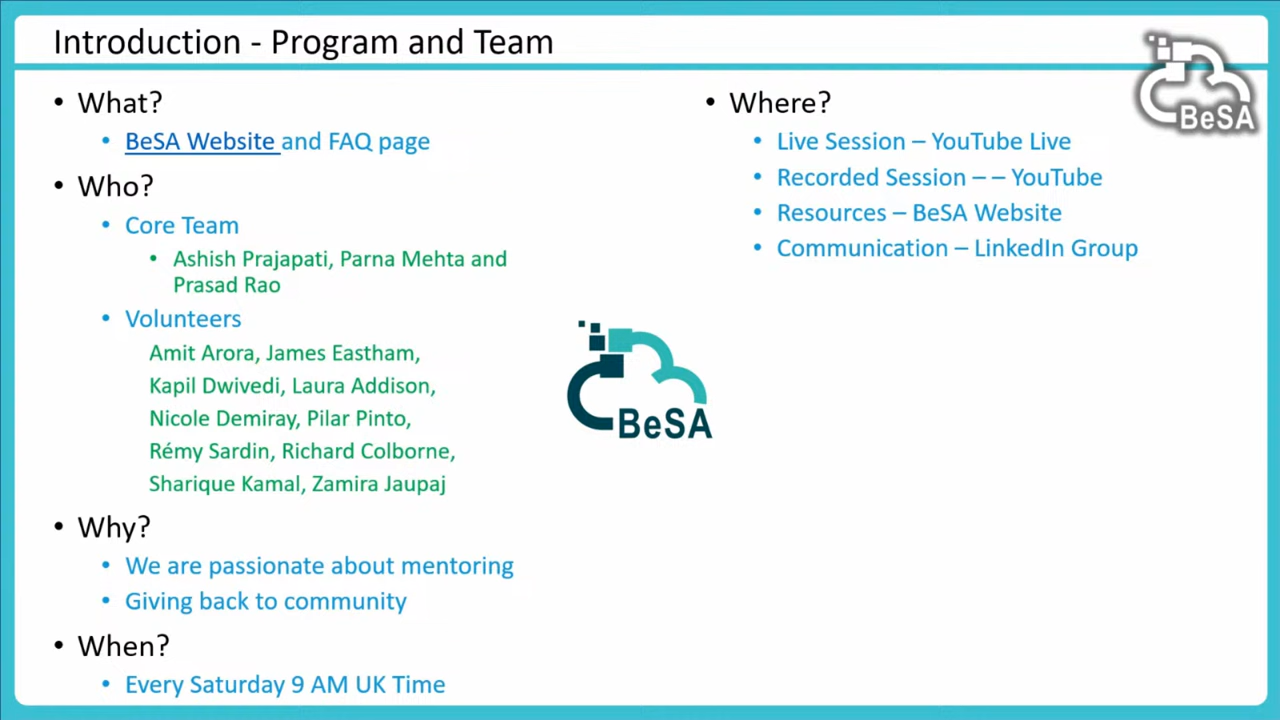 Introduction - Program and Team
BeSA
• What?
• BeSA Website and FAQ page
• Who?
• Core Team
• Ashish Prajapati, Parna Mehta and
Prasad Rao
• Volunteers
Amit Arora, James Eastham,
Kapil Dwivedi, Laura Addison,
Nicole Demiray, Pilar Pinto,
Rémy Sardin, Richard Colborne,
Sharique Kamal, Zamira Jaupaj
• Why?
• We are passionate about mentoring
• Giving back to community
• When?
• Every Saturday 9 AM UK Time
BeSA
• Where?
• Live Session – YouTube Live
• Recorded Session – – YouTube
• Resources – BeSA Website
• Communication – LinkedIn Group